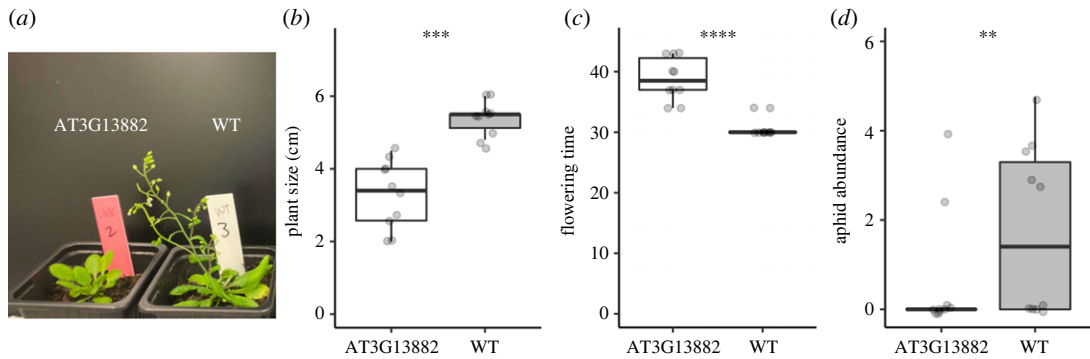 (a)
(b)
(c)
(d)
***
****
**
AT3G13882 WT
2
WT
3
plant size (cm)
6
4
2
0
AT3G13882 WT
flowering time
40
30
20
10
0
AT3G13882 WT
aphid abundance
6
4
2
0
AT3G13882 WT